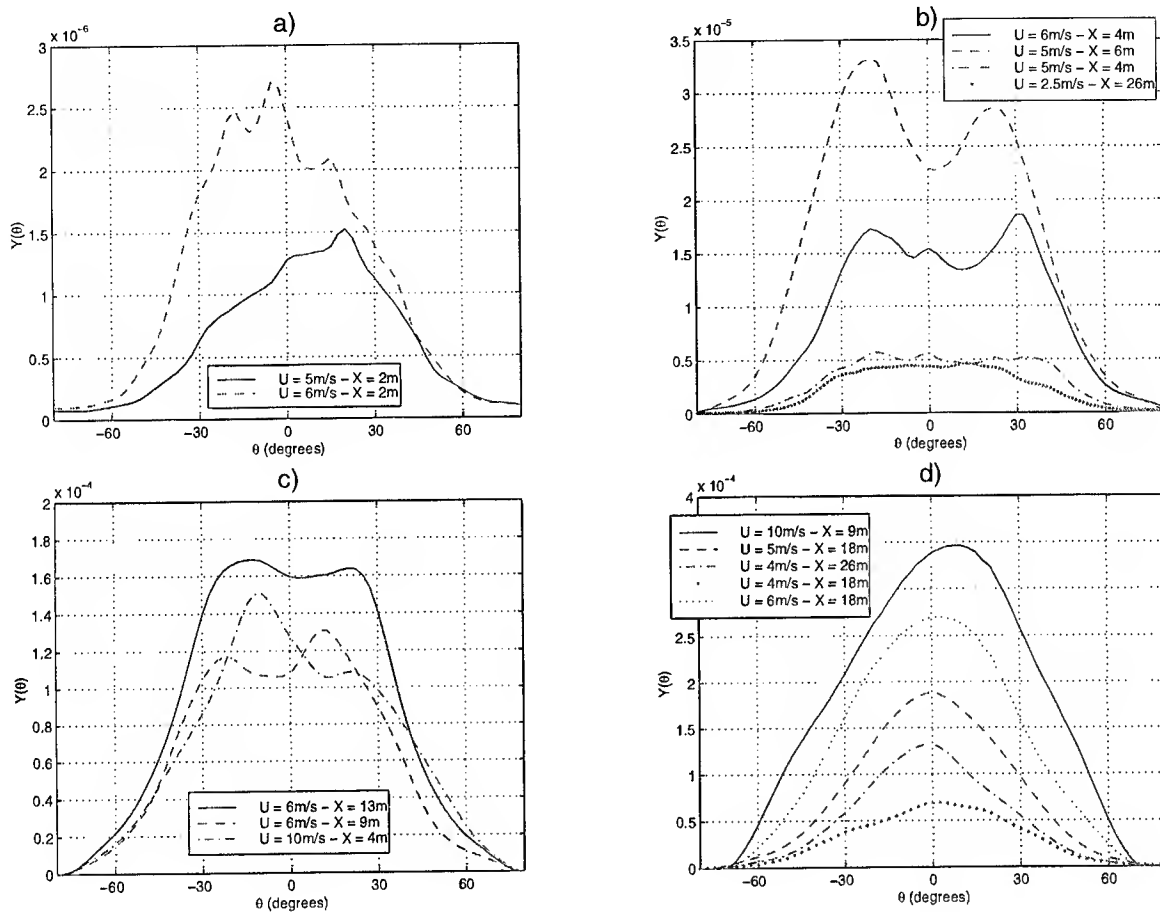 a)
x 10⁻⁶
3
2.5
2
1.5
1
0.5
0
Y(θ)
U = 5m/s – X = 2m
U = 6m/s – X = 2m
−60
−30
0
30
60
θ (degrees)
b)
x 10⁻⁵
3.5
3
2.5
2
1.5
1
0.5
0
Y(θ)
U = 6m/s – X = 4m
U = 5m/s – X = 6m
U = 5m/s – X = 4m
U = 2.5m/s – X = 26m
−60
−30
0
30
60
θ (degrees)
c)
x 10⁻⁴
2
1.8
1.6
1.4
1.2
1
0.8
0.6
0.4
0.2
0
Y(θ)
U = 6m/s – X = 13m
U = 6m/s – X = 9m
U = 10m/s – X = 4m
−60
−30
0
30
60
θ (degrees)
d)
x 10⁻⁴
4
U = 10m/s – X = 9m
U = 5m/s – X = 18m
U = 4m/s – X = 26m
U = 4m/s – X = 18m
U = 6m/s – X = 18m
2.5
2
1.5
1
0.5
0
Y(θ)
−60
−30
0
30
60
θ (degrees)